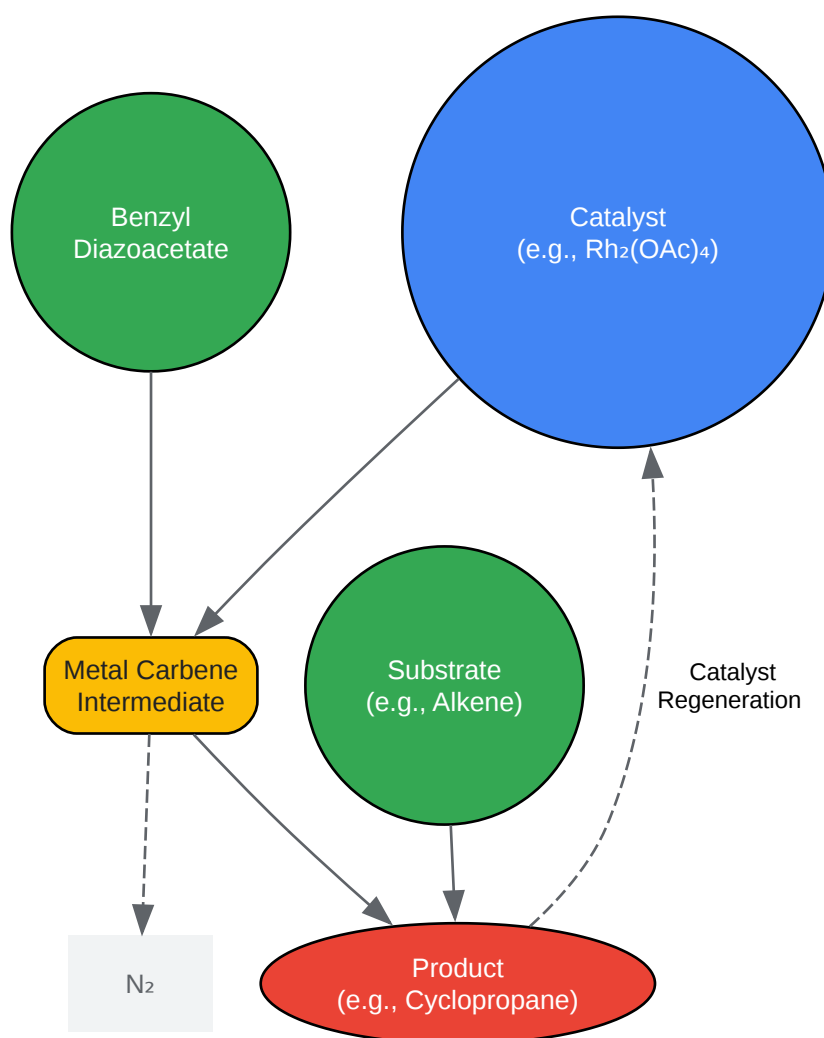 Benzyl
Diazoacetate
Catalyst
(e.g., Rh₂(OAc)₄)
Metal Carbene
Intermediate
Substrate
(e.g., Alkene)
Catalyst
Regeneration
N₂
Product
(e.g., Cyclopropane)